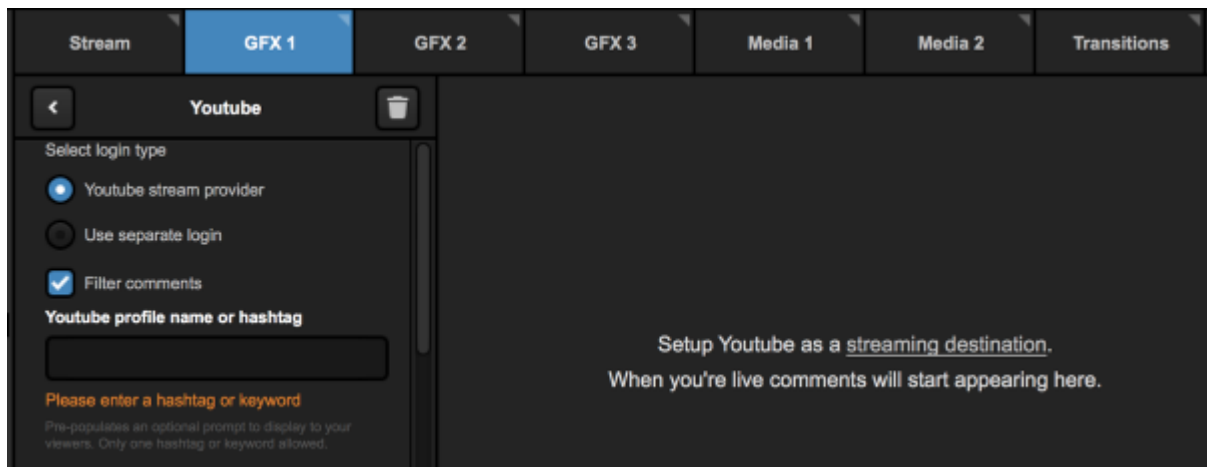 Stream GFX 1 GFX 2 GFX 3 Media 1 Media 2 Transitions
Youtube
Select login type
Youtube stream provider
Use separate login
Filter comments
Youtube profile name or hashtag
Please enter a hashtag or keyword
Pre-populates an optional prompt to display to your
viewers. Only one hashtag or keyword allowed.
Setup Youtube as a streaming destination.
When you're live comments will start appearing here.